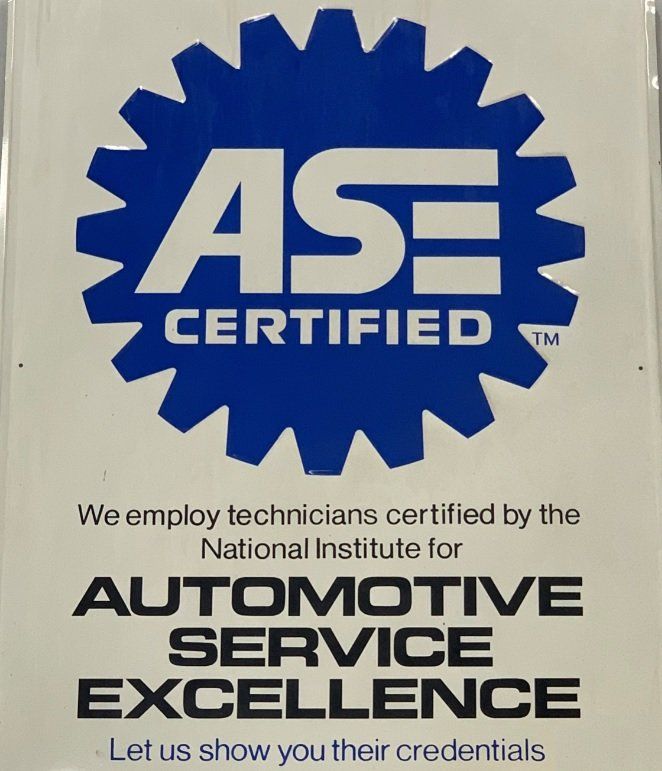 ASE
CERTIFIED
TM
We employ technicians certified by the
National Institute for
AUTOMOTIVE
SERVICE
EXCELLENCE
Let us show you their credentials